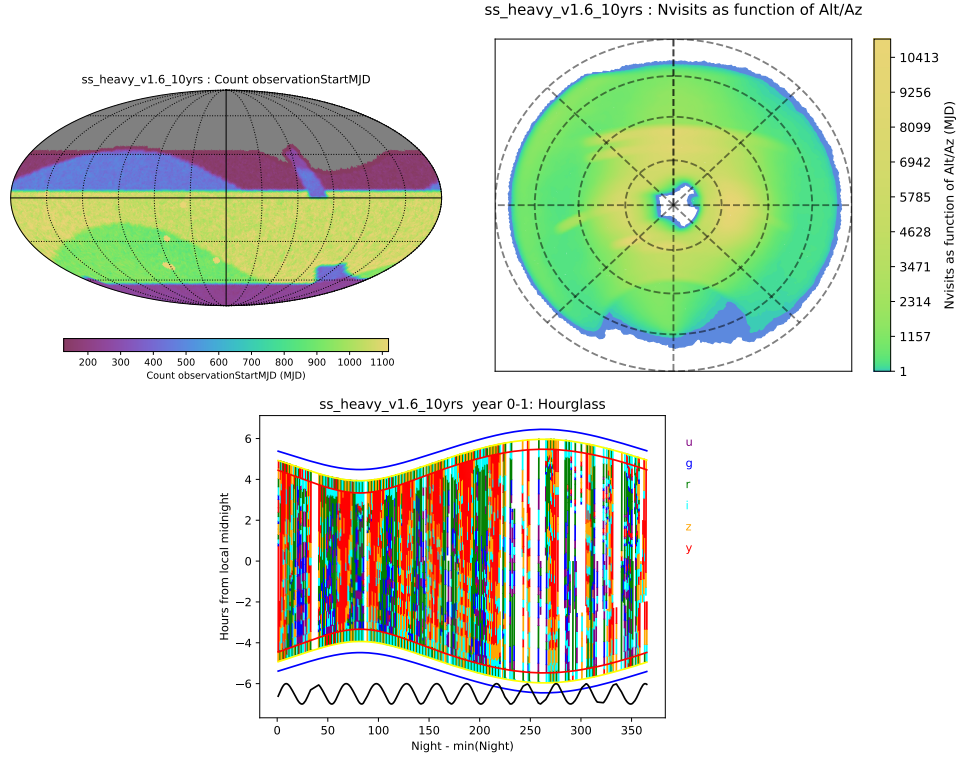 ss_heavy_v1.6_10yrs : Nvisits as function of Alt/Az
ss_heavy_v1.6_10yrs : Count observationStartMJD
200 300 400 500 600 700 800 900 1000 1100
Count observationStartMJD (MJD)
10413
9256
8099
6942
5785
4628
3471
2314
1157
1
Nvisits as function of Alt/Az (MJD)
ss_heavy_v1.6_10yrs year 0-1: Hourglass
Hours from local midnight
6
4
2
0
−2
−4
−6
0 50 100 150 200 250 300 350
Night - min(Night)
u
g
r
i
z
y